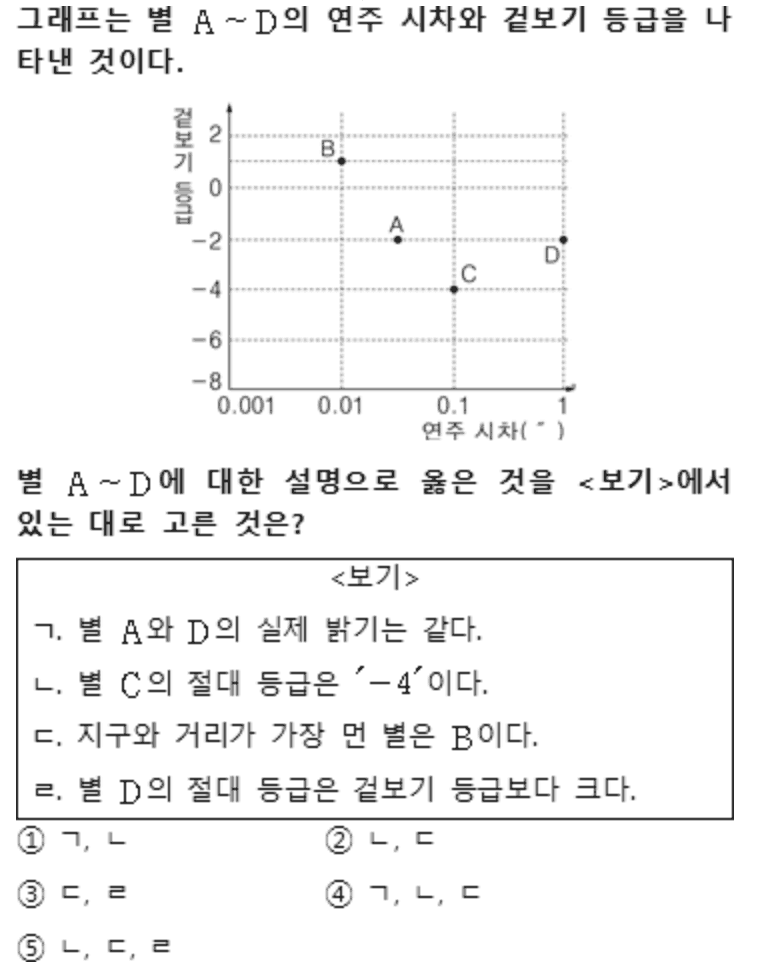 그래프는 별 A~D의 연주 시차와 겉보기 등급을 나
타낸 것이다.
겉보기 등급
2
B
0
A
-2
D
C
-4
-6
-8
0.001 0.01 0.1 1
연주 시차( ″ )
별 A~D에 대한 설명으로 옳은 것을 <보기>에서
있는 대로 고른 것은?
<보기>
ㄱ. 별 A와 D의 실제 밝기는 같다.
ㄴ. 별 C의 절대 등급은 ′-4′이다.
ㄷ. 지구와 거리가 가장 먼 별은 B이다.
ㄹ. 별 D의 절대 등급은 겉보기 등급보다 크다.
① ㄱ, ㄴ ② ㄴ, ㄷ
③ ㄷ, ㄹ ④ ㄱ, ㄴ, ㄷ
⑤ ㄴ, ㄷ, ㄹ